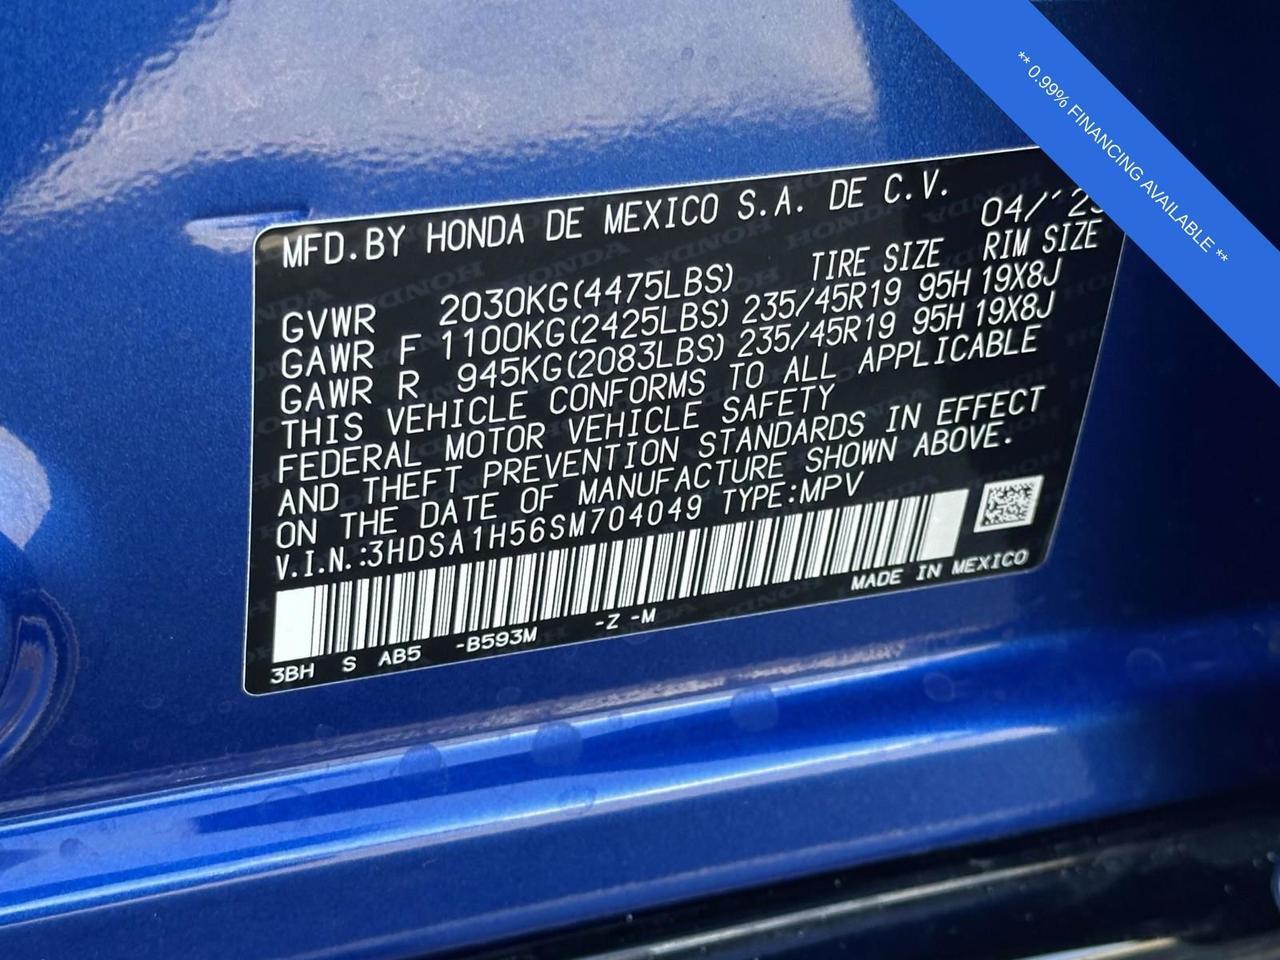 ** 0.99% FINANCING AVAILABLE **
MFD.BY HONDA DE MEXICO S.A. DE C.V.
04/'25
TIRE SIZE RIM SIZE
GVWR 2030KG(4475LBS)
GAWR F 1100KG(2425LBS) 235/45R19 95H 19X8J
GAWR R 945KG(2083LBS) 235/45R19 95H 19X8J
THIS VEHICLE CONFORMS TO ALL APPLICABLE
FEDERAL MOTOR VEHICLE SAFETY
AND THEFT PREVENTION STANDARDS IN EFFECT
ON THE DATE OF MANUFACTURE SHOWN ABOVE.
V.I.N.:3HDSA1H56SM704049 TYPE:MPV
MADE IN MEXICO
3BH S AB5 -B593M -Z -M